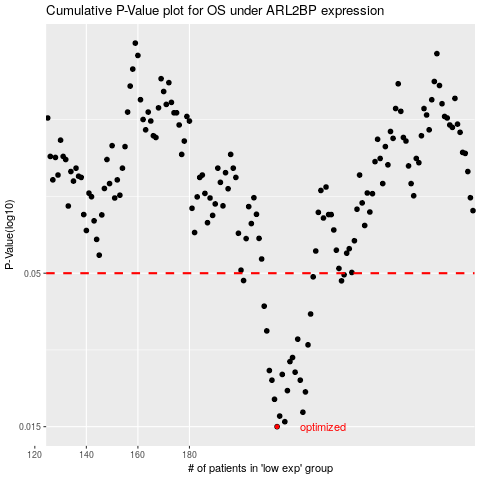 Cumulative P-Value plot for OS under ARL2BP expression
P-Value(log10)
0.05
0.015
optimized
120 140 160 180
# of patients in 'low exp' group